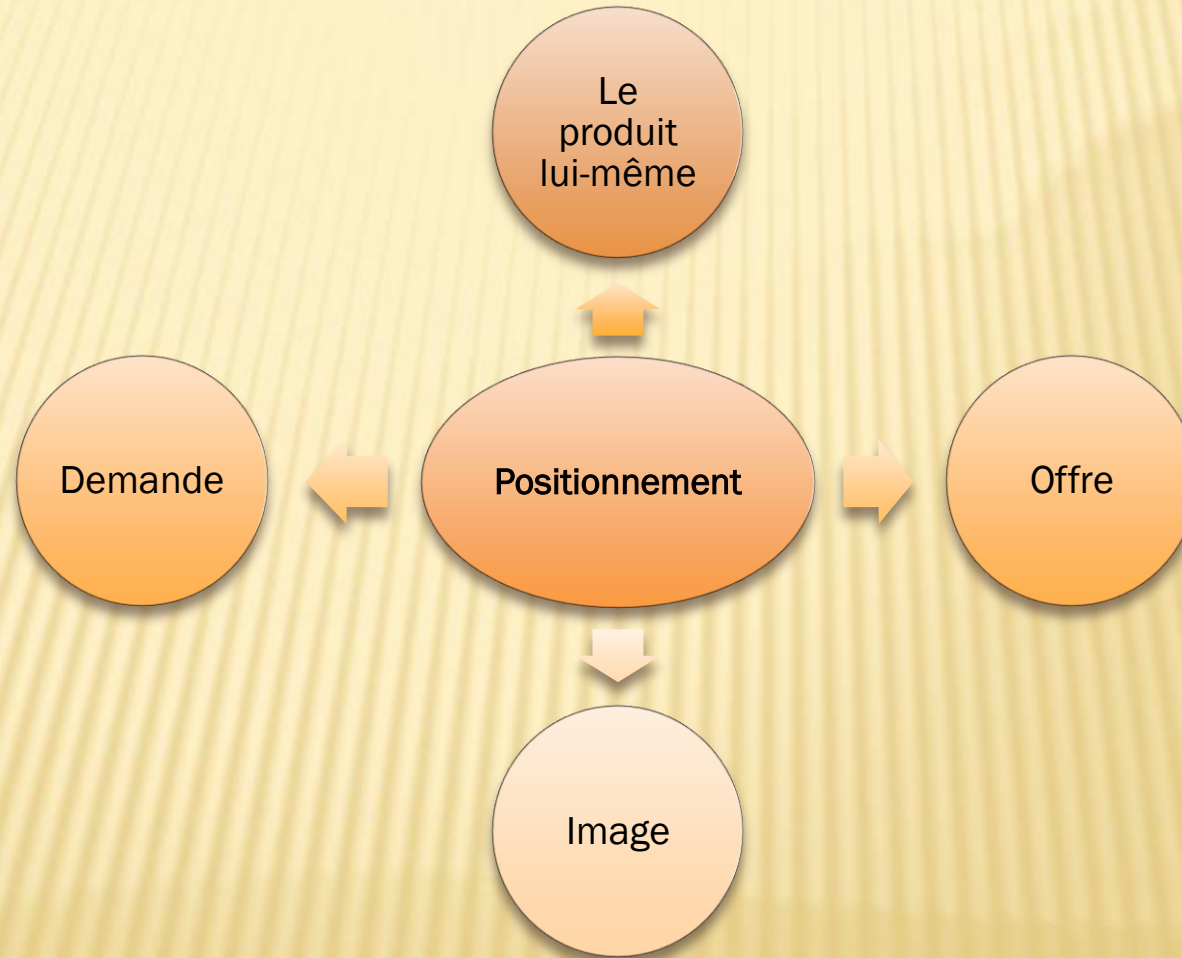 Le
produit
lui-même
Demande
Positionnement
Offre
Image